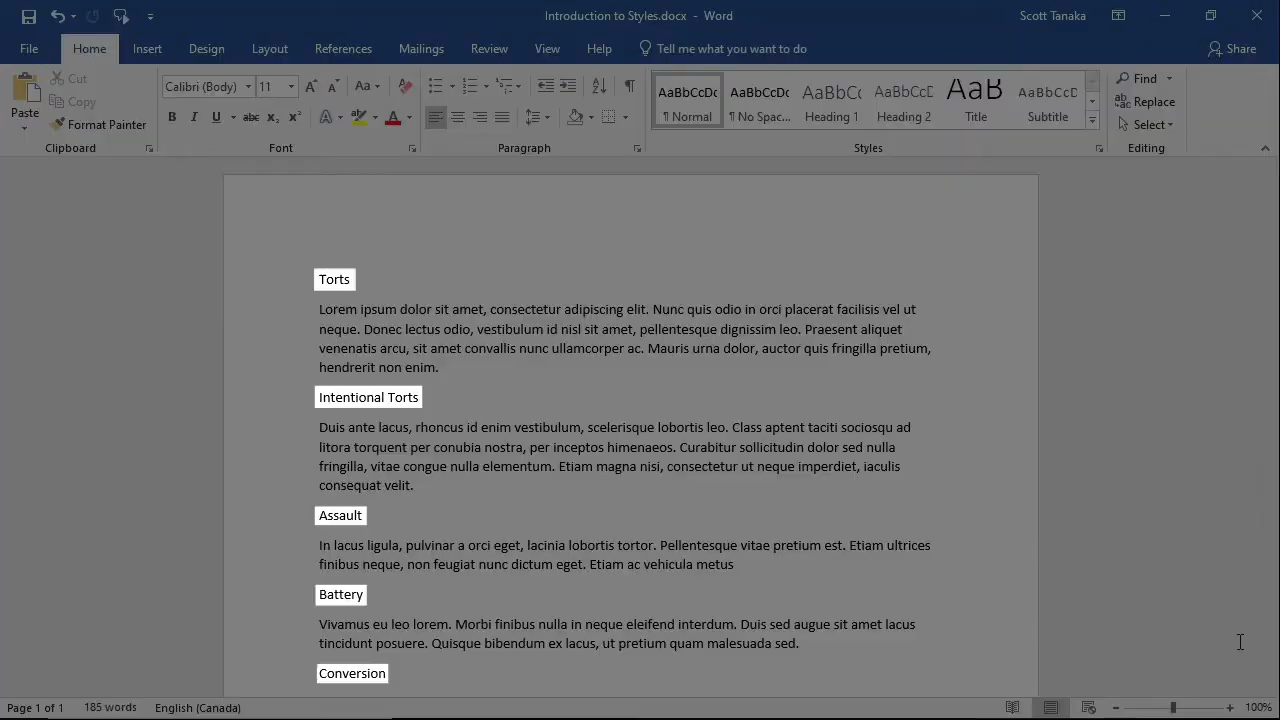 Introduction to Styles.docx - Word
Scott Tanaka
File Home Insert Design Layout References Mailings Review View Help Tell me what you want to do Share
Paste
Cut
Copy
Format Painter
Clipboard
Calibri (Body) 11
Font
Paragraph
AaBbCcDc AaBbCcDc AaBbCc AaBbCcD AaB AaBbCcD
¶ Normal ¶ No Spac... Heading 1 Heading 2 Title Subtitle
Styles
Find
Replace
Select
Editing
Torts
Lorem ipsum dolor sit amet, consectetur adipiscing elit. Nunc quis odio in orci placerat facilisis vel ut
neque. Donec lectus odio, vestibulum id nisl sit amet, pellentesque dignissim leo. Praesent aliquet
venenatis arcu, sit amet convallis nunc ullamcorper ac. Mauris urna dolor, auctor quis fringilla pretium,
hendrerit non enim.
Intentional Torts
Duis ante lacus, rhoncus id enim vestibulum, scelerisque lobortis leo. Class aptent taciti sociosqu ad
litora torquent per conubia nostra, per inceptos himenaeos. Curabitur sollicitudin dolor sed nulla
fringilla, vitae congue nulla elementum. Etiam magna nisi, consectetur ut neque imperdiet, iaculis
consequat velit.
Assault
In lacus ligula, pulvinar a orci eget, lacinia lobortis tortor. Pellentesque vitae pretium est. Etiam ultrices
finibus neque, non feugiat nunc dictum eget. Etiam ac vehicula metus
Battery
Vivamus eu leo lorem. Morbi finibus nulla in neque eleifend interdum. Duis sed augue sit amet lacus
tincidunt posuere. Quisque bibendum ex lacus, ut pretium quam malesuada sed.
Conversion
Page 1 of 1 185 words English (Canada) 100%